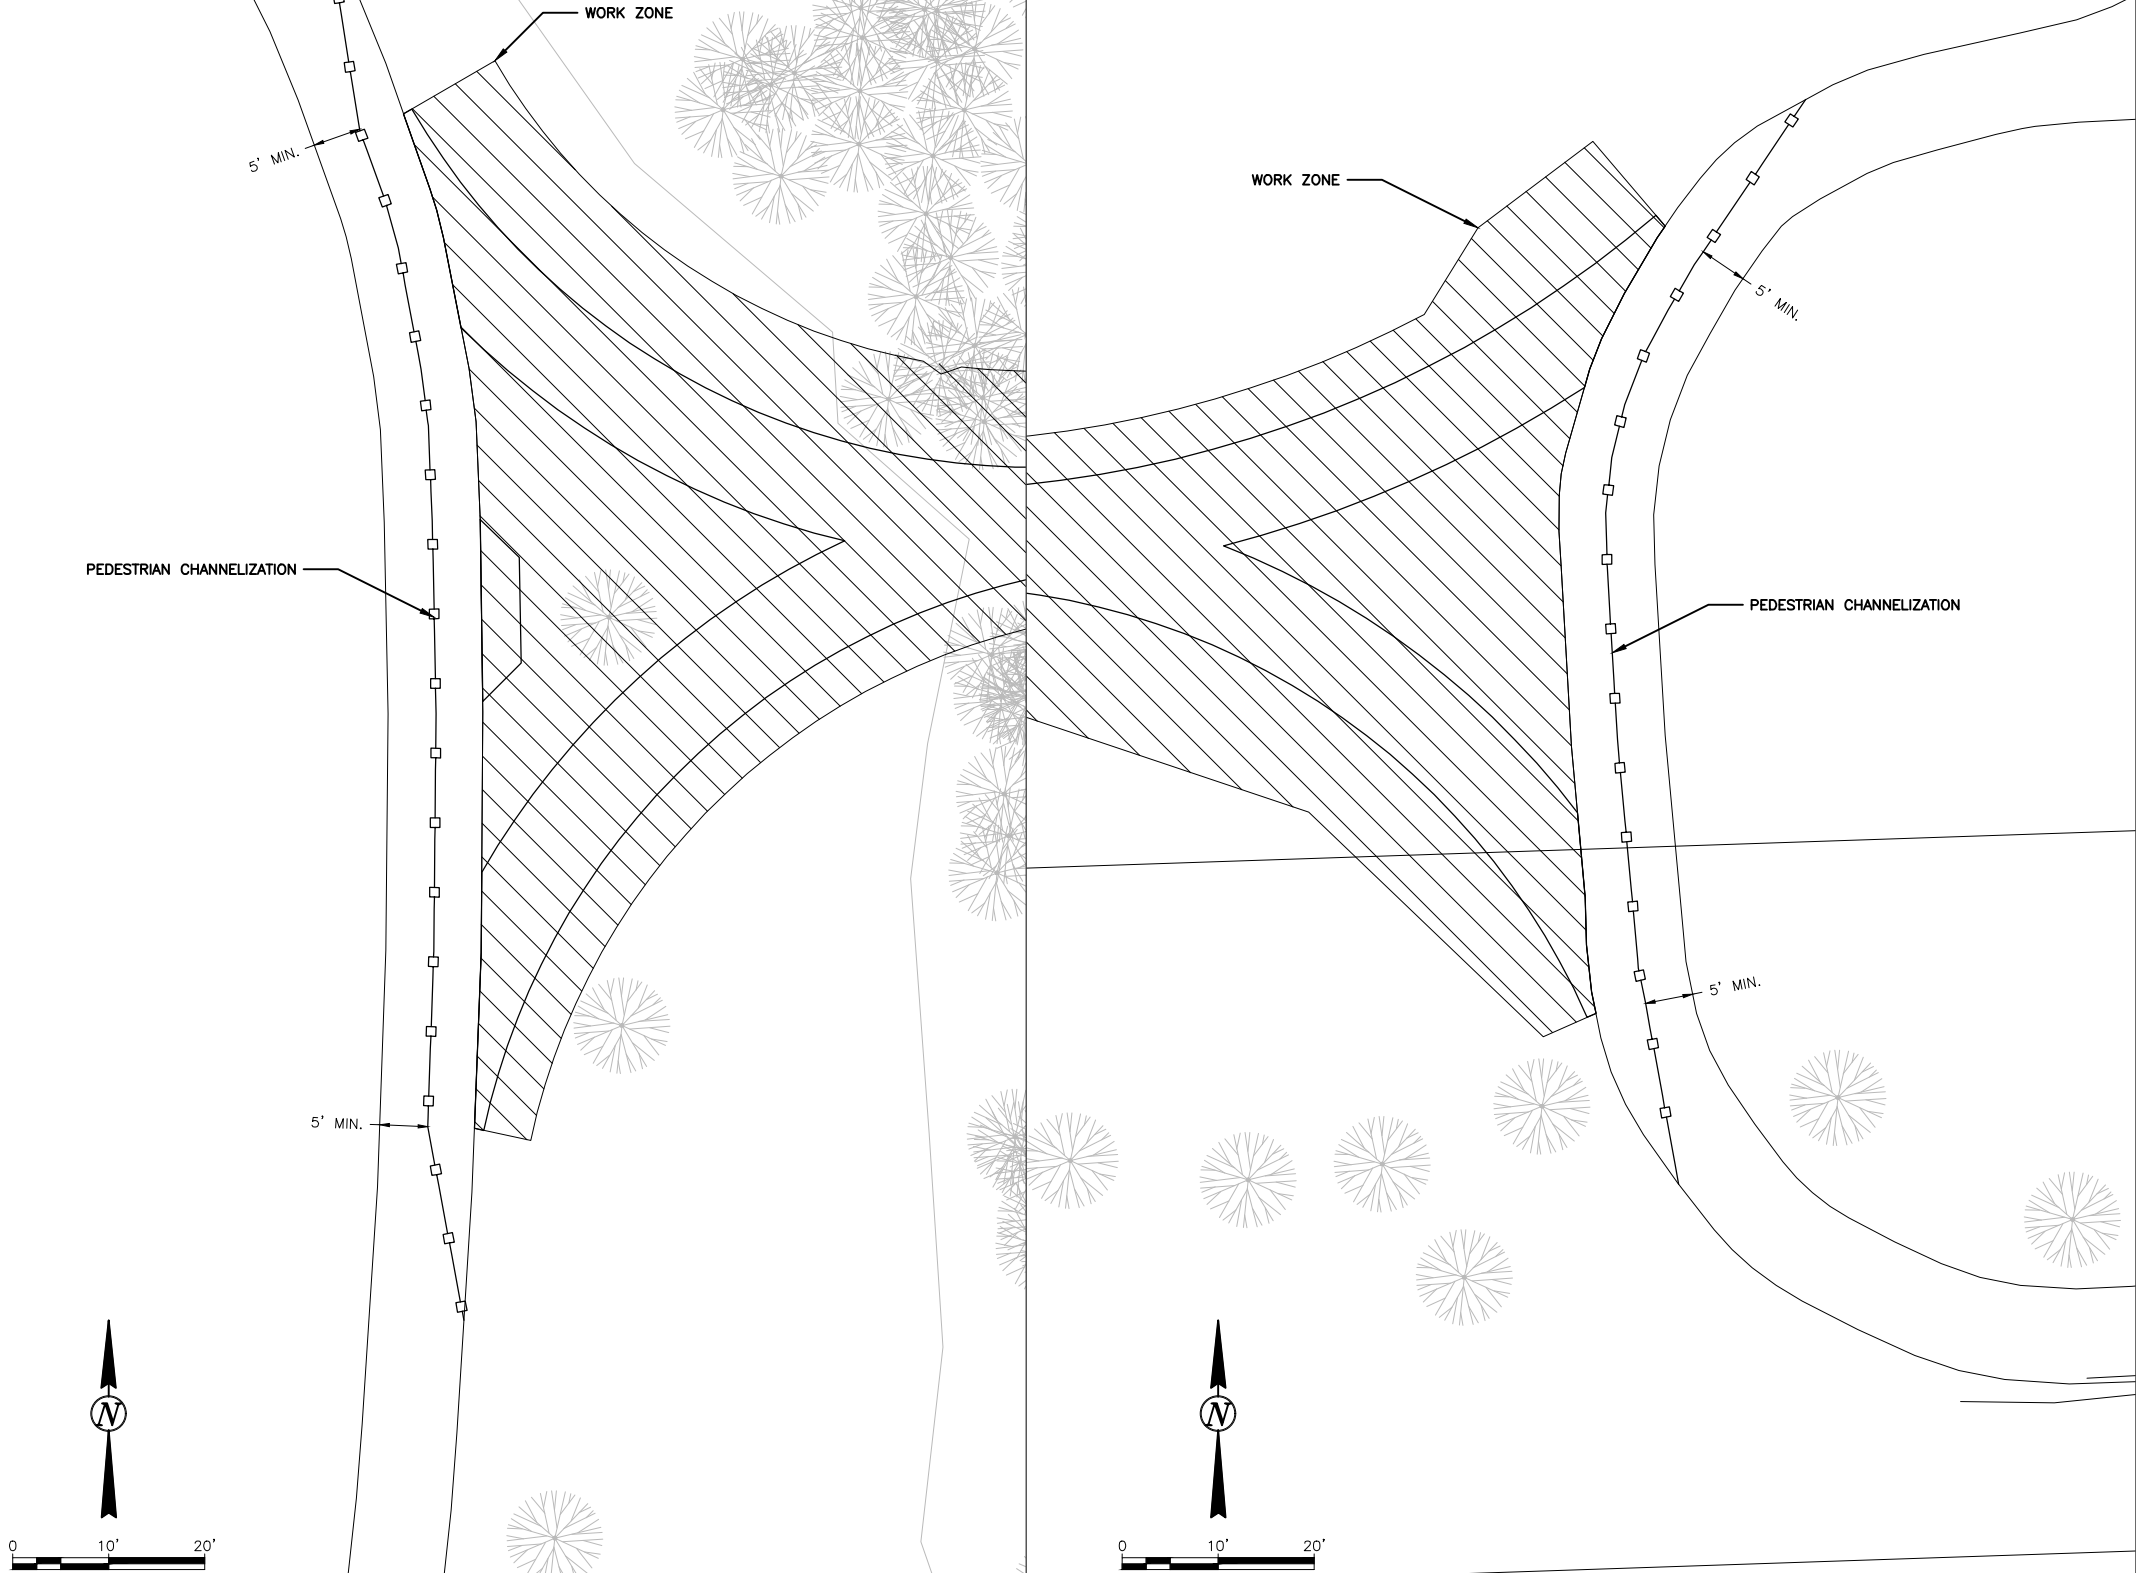 WORK ZONE
5' MIN.
PEDESTRIAN CHANNELIZATION
5' MIN.
N
0 10' 20'
WORK ZONE
5' MIN.
PEDESTRIAN CHANNELIZATION
5' MIN.
N
0 10' 20'